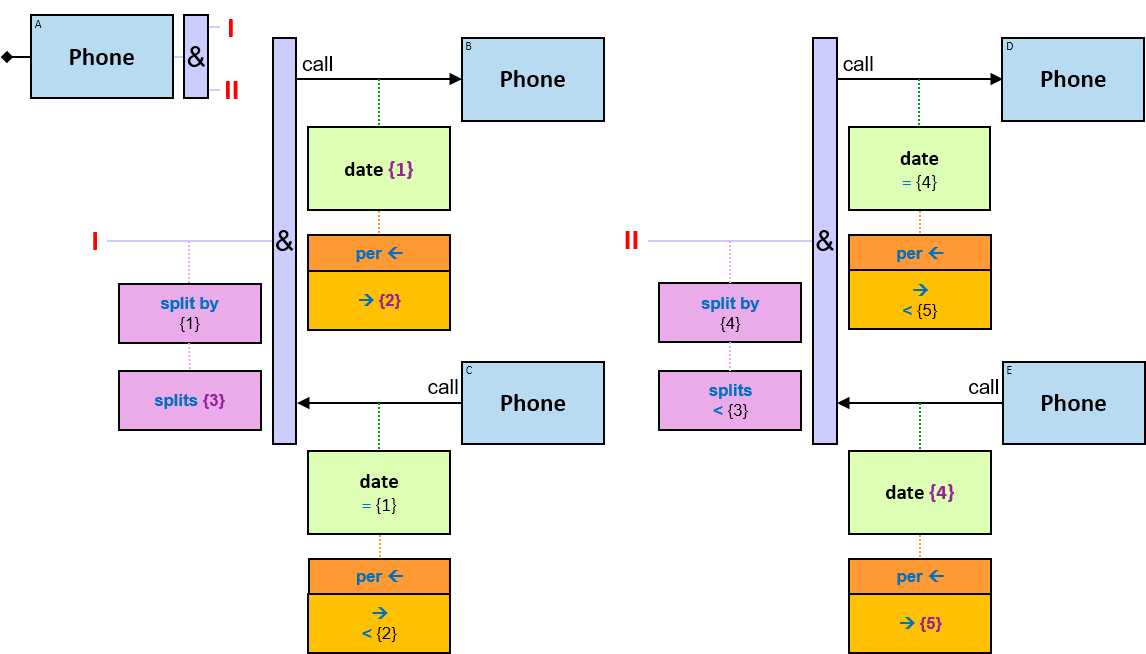 A
Phone
&
I
II
I
split by
{1}
splits {3}
&
call
B
Phone
date {1}
per ←
→ {2}
call
C
Phone
date
= {1}
per ←
→
< {2}
II
split by
{4}
splits
< {3}
&
call
D
Phone
date
= {4}
per ←
→
< {5}
call
E
Phone
date {4}
per ←
→ {5}